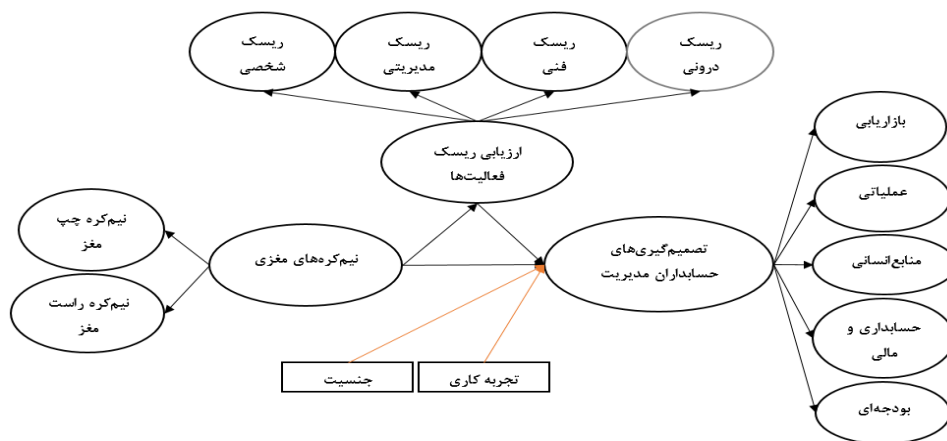 ریسک
درونی
ریسک
فنی
ریسک
مدیریتی
ریسک
شخصی
ارزیابی ریسک
فعالیت‌ها
بازاریابی
عملیاتی
منابع‌انسانی
حسابداری و
مالی
بودجه‌ای
تصمیم‌گیری‌های
حسابداران مدیریت
نیم‌کره‌های مغزی
نیم‌کره چپ
مغز
نیم‌کره راست
مغز
تجربه کاری
جنسیت